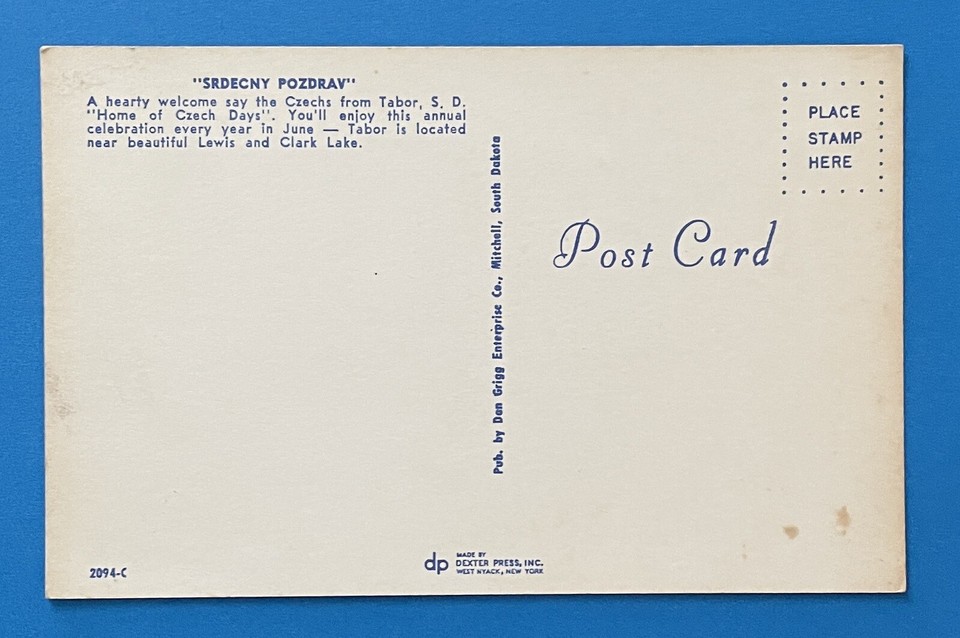 "SRDECNY POZDRAV"
A hearty welcome say the Czechs from Tabor, S. D.
"Home of Czech Days". You'll enjoy this annual
celebration every year in June — Tabor is located
near beautiful Lewis and Clark Lake.
PLACE
STAMP
HERE
Pub. by Dan Grigg Enterprise Co., Mitchell, South Dakota
Post Card
2094-C
dp
MADE BY
DEXTER PRESS, INC.
WEST NYACK, NEW YORK